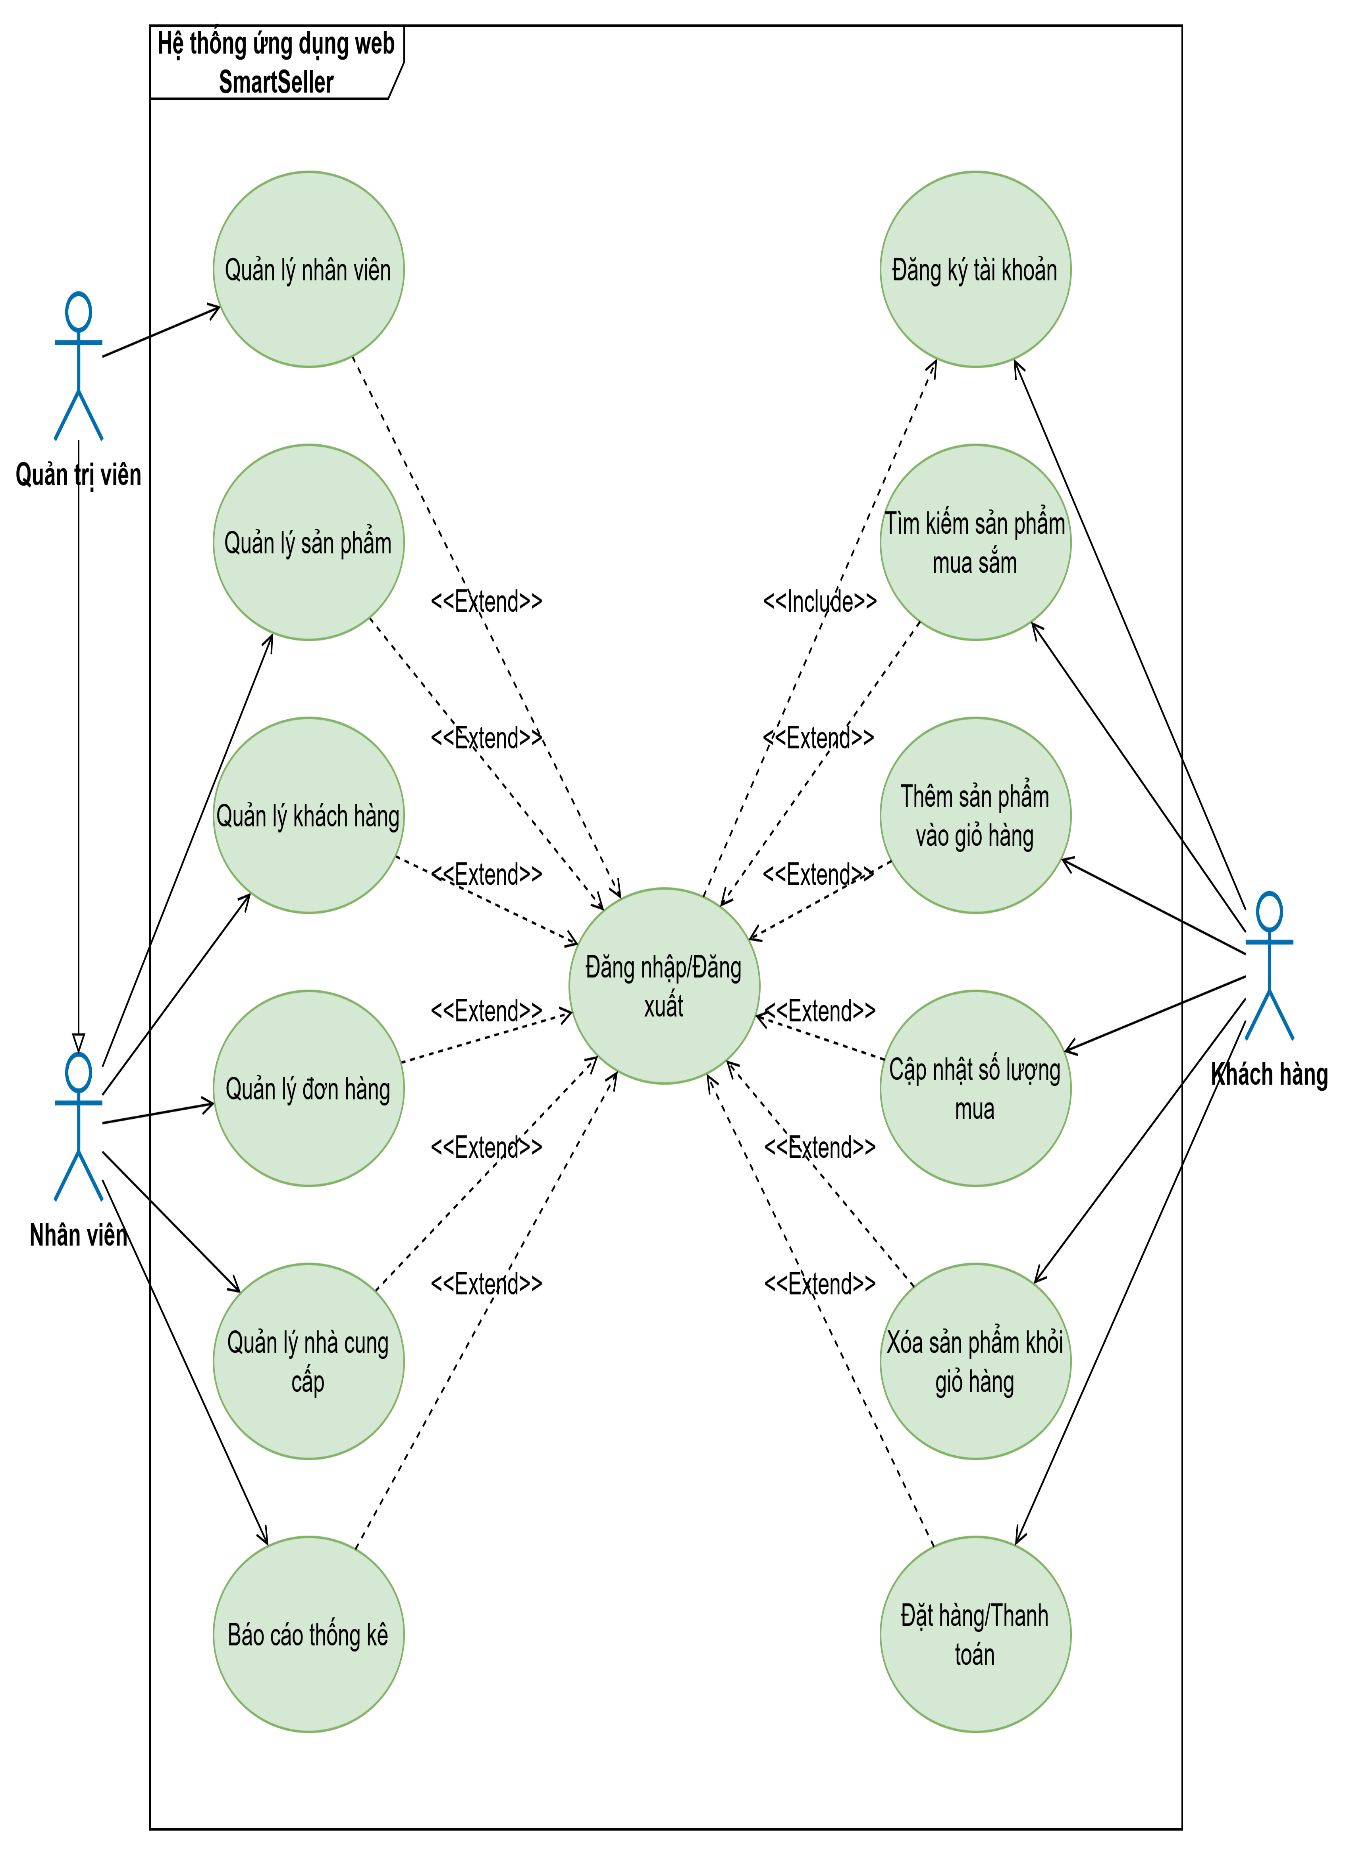 Hệ thống ứng dụng web
SmartSeller
Quản lý nhân viên
Đăng ký tài khoản
Quản trị viên
Quản lý sản phẩm
Tìm kiếm sản phẩm
mua sắm
<<Extend>>
<<Include>>
<<Extend>>
<<Extend>>
Quản lý khách hàng
Thêm sản phẩm
vào giỏ hàng
<<Extend>>
<<Extend>>
Đăng nhập/Đăng
xuất
<<Extend>>
<<Extend>>
Quản lý đơn hàng
Cập nhật số lượng
mua
Khách hàng
<<Extend>>
<<Extend>>
Nhân viên
<<Extend>>
<<Extend>>
Quản lý nhà cung
cấp
Xóa sản phẩm khỏi
giỏ hàng
Báo cáo thống kê
Đặt hàng/Thanh
toán